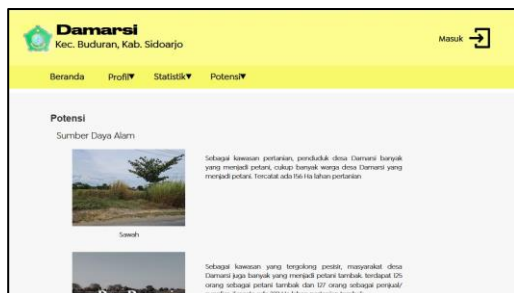 Damarsi
Kec. Buduran, Kab. Sidoarjo
Masuk
Beranda Profil▼ Statistik▼ Potensi▼
Potensi
Sumber Daya Alam
Sebagai kawasan pertanian, penduduk desa Damarsi banyak
yang menjadi petani, cukup banyak warga desa Damarsi yang
menjadi petani. Tercatat ada 156 Ha lahan pertanian
Sawah
Sebagai kawasan yang tergolong pesisir, masyarakat desa
Damarsi juga banyak yang menjadi petani tambak. terdapat 125
orang sebagai petani tambak dan 127 orang sebagai penjual/